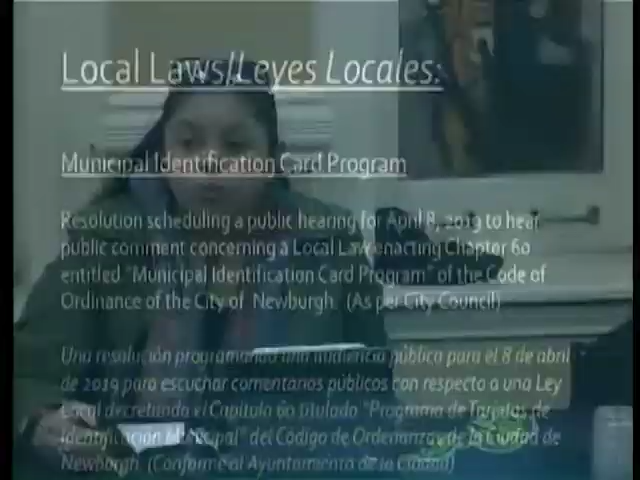 Local Laws/Leyes Locales:
Municipal Identification Card Program
Resolution scheduling a public hearing for April 8, 2019 to hear
public comment concerning a Local Law enacting Chapter 60
entitled "Municipal Identification Card Program" of the Code of
Ordinance of the City of Newburgh. (As per City Council)
Una resolución programando una audiencia pública para el 8 de abril
de 2019 para escuchar comentarios públicos con respecto a una Ley
Local decretando el Capítulo 60 titulado "Programa de Tarjetas de
Identificación Municipal" del Código de Ordenanzas de la Ciudad de
Newburgh. (Conforme al Ayuntamiento de la Ciudad)